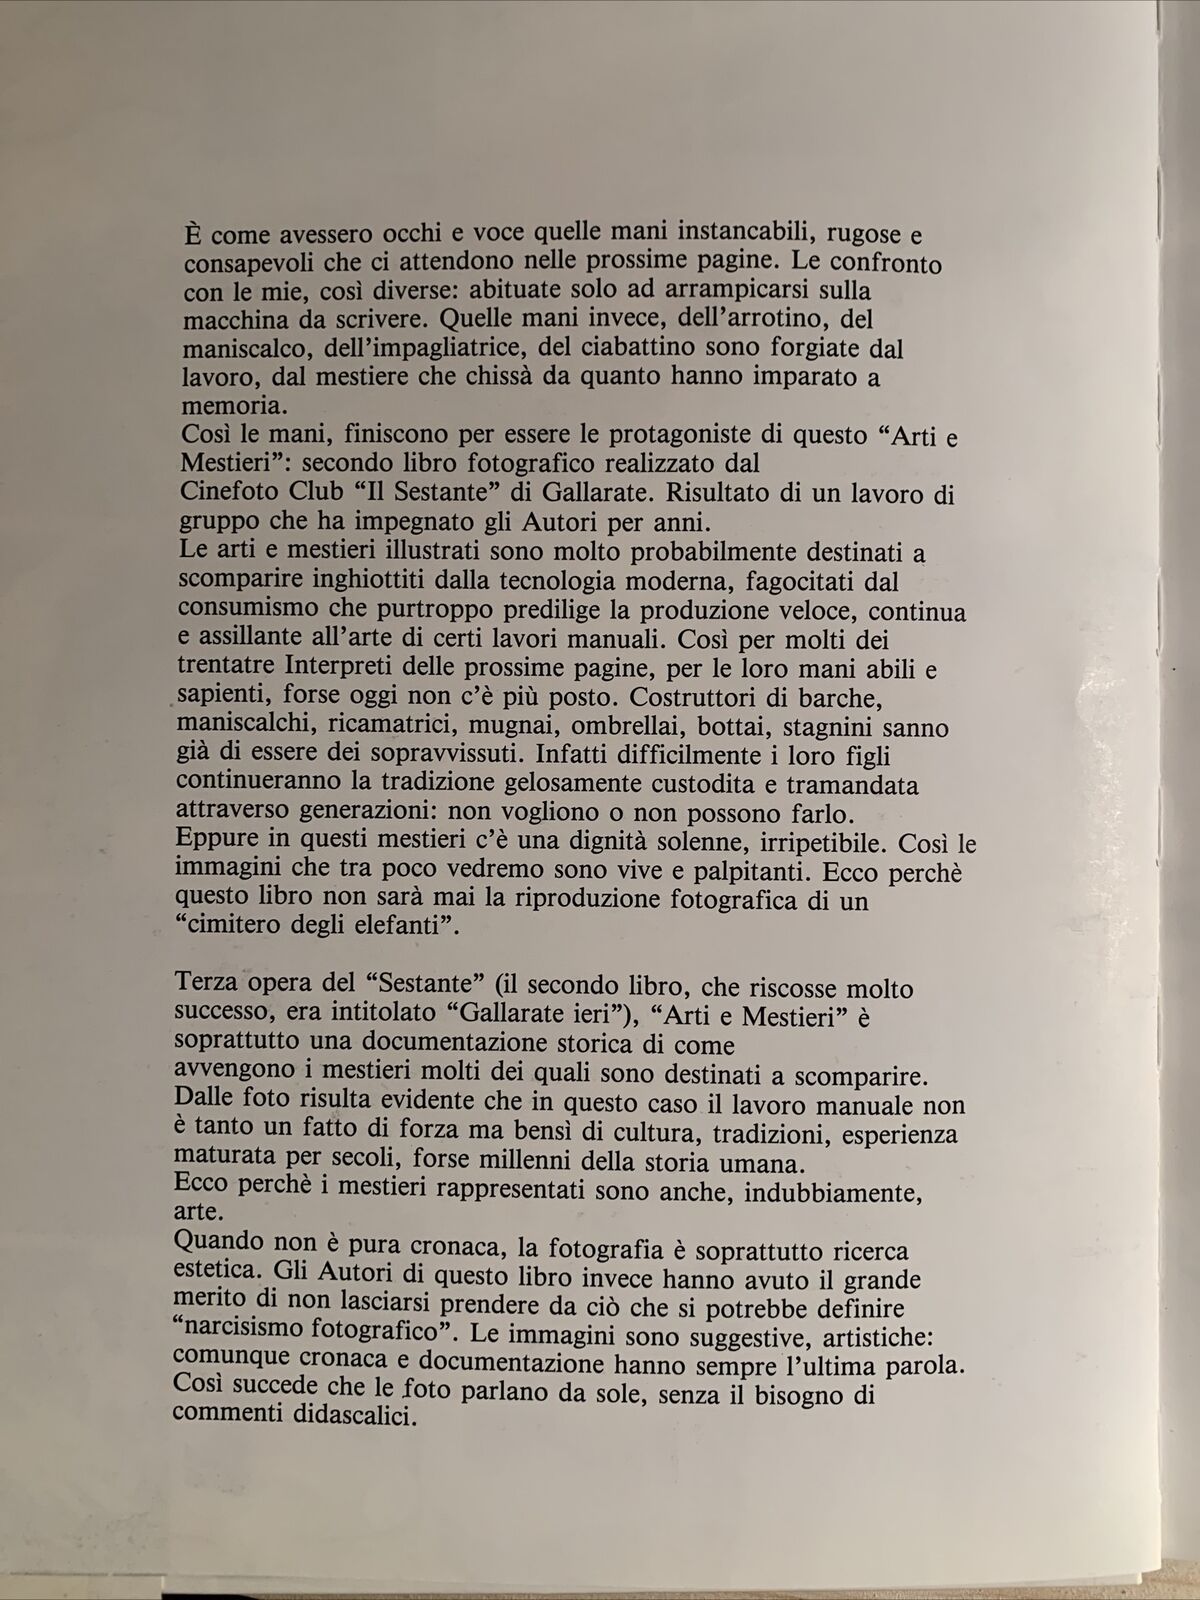 È come avessero occhi e voce quelle mani instancabili, rugose e
consapevoli che ci attendono nelle prossime pagine. Le confronto
con le mie, così diverse: abituate solo ad arrampicarsi sulla
macchina da scrivere. Quelle mani invece, dell'arrotino, del
maniscalco, dell'impagliatrice, del ciabattino sono forgiate dal
lavoro, dal mestiere che chissà da quanto hanno imparato a
memoria.
Così le mani, finiscono per essere le protagoniste di questo “Arti e
Mestieri”: secondo libro fotografico realizzato dal
Cinefoto Club “Il Sestante” di Gallarate. Risultato di un lavoro di
gruppo che ha impegnato gli Autori per anni.
Le arti e mestieri illustrati sono molto probabilmente destinati a
scomparire inghiottiti dalla tecnologia moderna, fagocitati dal
consumismo che purtroppo predilige la produzione veloce, continua
e assillante all'arte di certi lavori manuali. Così per molti dei
trentatre Interpreti delle prossime pagine, per le loro mani abili e
sapienti, forse oggi non c'è più posto. Costruttori di barche,
maniscalchi, ricamatrici, mugnai, ombrellai, bottai, stagnini sanno
già di essere dei sopravvissuti. Infatti difficilmente i loro figli
continueranno la tradizione gelosamente custodita e tramandata
attraverso generazioni: non vogliono o non possono farlo.
Eppure in questi mestieri c'è una dignità solenne, irripetibile. Così le
immagini che tra poco vedremo sono vive e palpitanti. Ecco perchè
questo libro non sarà mai la riproduzione fotografica di un
“cimitero degli elefanti”.
Terza opera del “Sestante” (il secondo libro, che riscosse molto
successo, era intitolato “Gallarate ieri”), “Arti e Mestieri” è
soprattutto una documentazione storica di come
avvengono i mestieri molti dei quali sono destinati a scomparire.
Dalle foto risulta evidente che in questo caso il lavoro manuale non
è tanto un fatto di forza ma bensì di cultura, tradizioni, esperienza
maturata per secoli, forse millenni della storia umana.
Ecco perchè i mestieri rappresentati sono anche, indubbiamente,
arte.
Quando non è pura cronaca, la fotografia è soprattutto ricerca
estetica. Gli Autori di questo libro invece hanno avuto il grande
merito di non lasciarsi prendere da ciò che si potrebbe definire
“narcisismo fotografico”. Le immagini sono suggestive, artistiche:
comunque cronaca e documentazione hanno sempre l'ultima parola.
Così succede che le foto parlano da sole, senza il bisogno di
commenti didascalici.